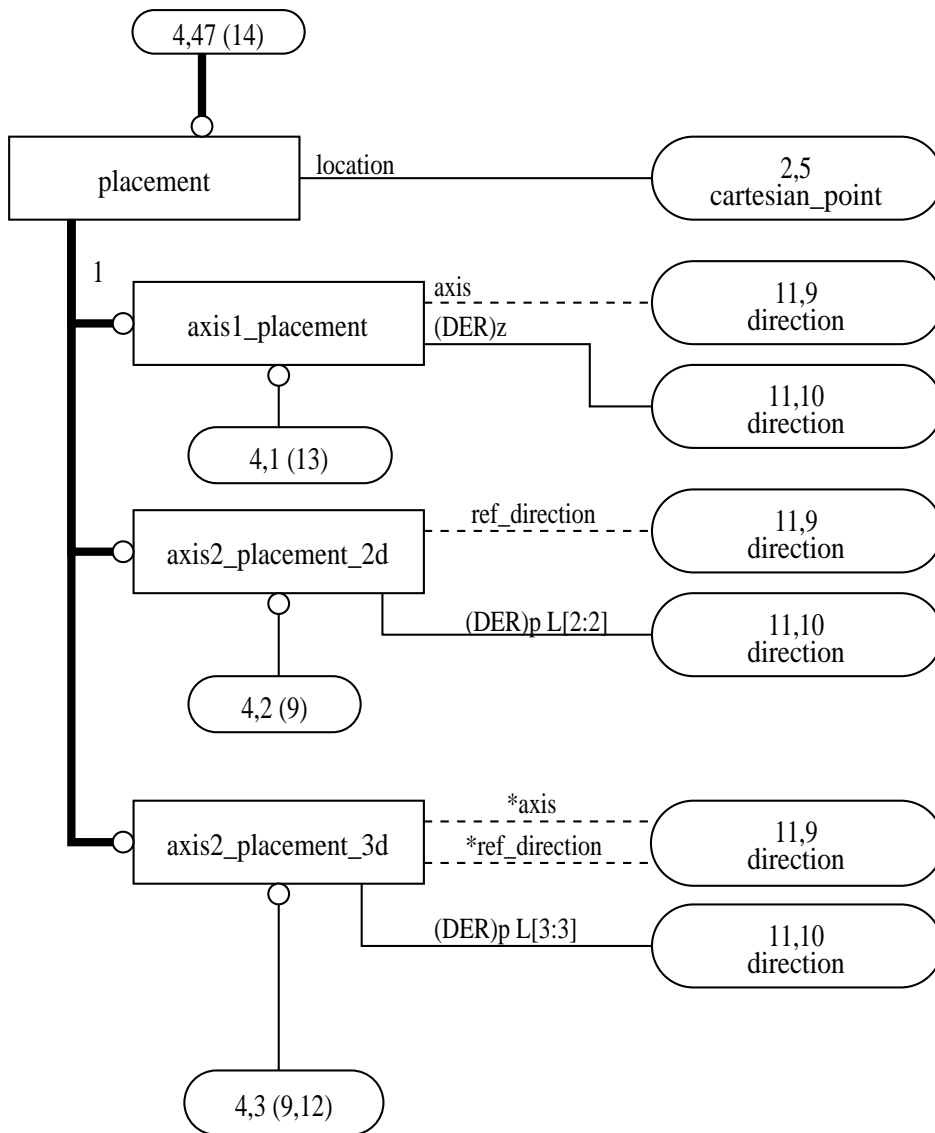 4,47 (14)
placement
location
2,5
cartesian_point
1
axis1_placement
axis
(DER)z
11,9
direction
11,10
direction
4,1 (13)
axis2_placement_2d
ref_direction
11,9
direction
(DER)p L[2:2]
11,10
direction
4,2 (9)
axis2_placement_3d
*axis
*ref_direction
11,9
direction
(DER)p L[3:3]
11,10
direction
4,3 (9,12)